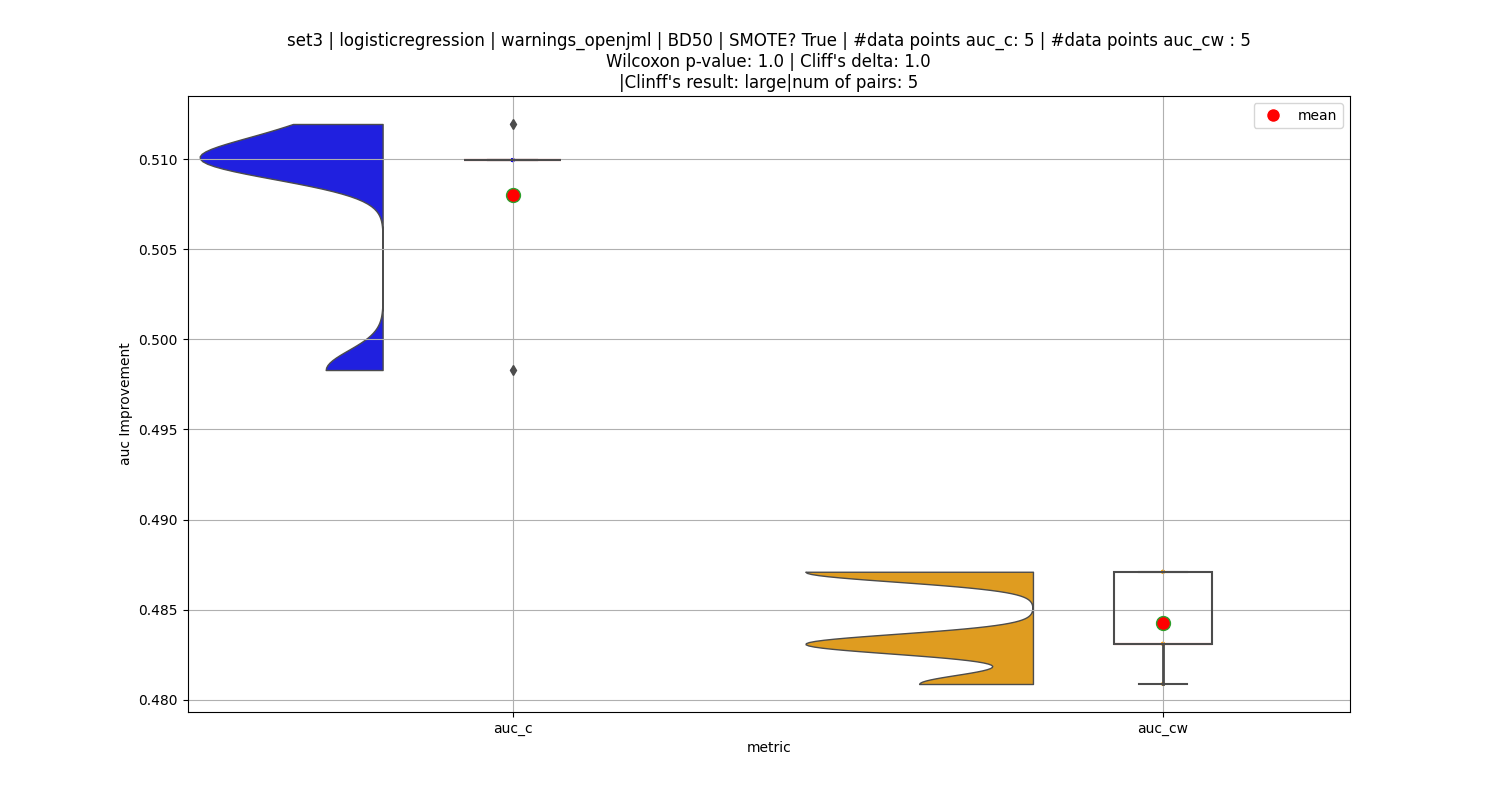 set3 | logisticregression | warnings_openjml | BD50 | SMOTE? True | #data points auc_c: 5 | #data points auc_cw : 5
Wilcoxon p-value: 1.0 | Cliff's delta: 1.0
|Clinff's result: large|num of pairs: 5
mean
0.510
0.505
0.500
0.495
0.490
0.485
0.480
auc Improvement
auc_c
auc_cw
metric